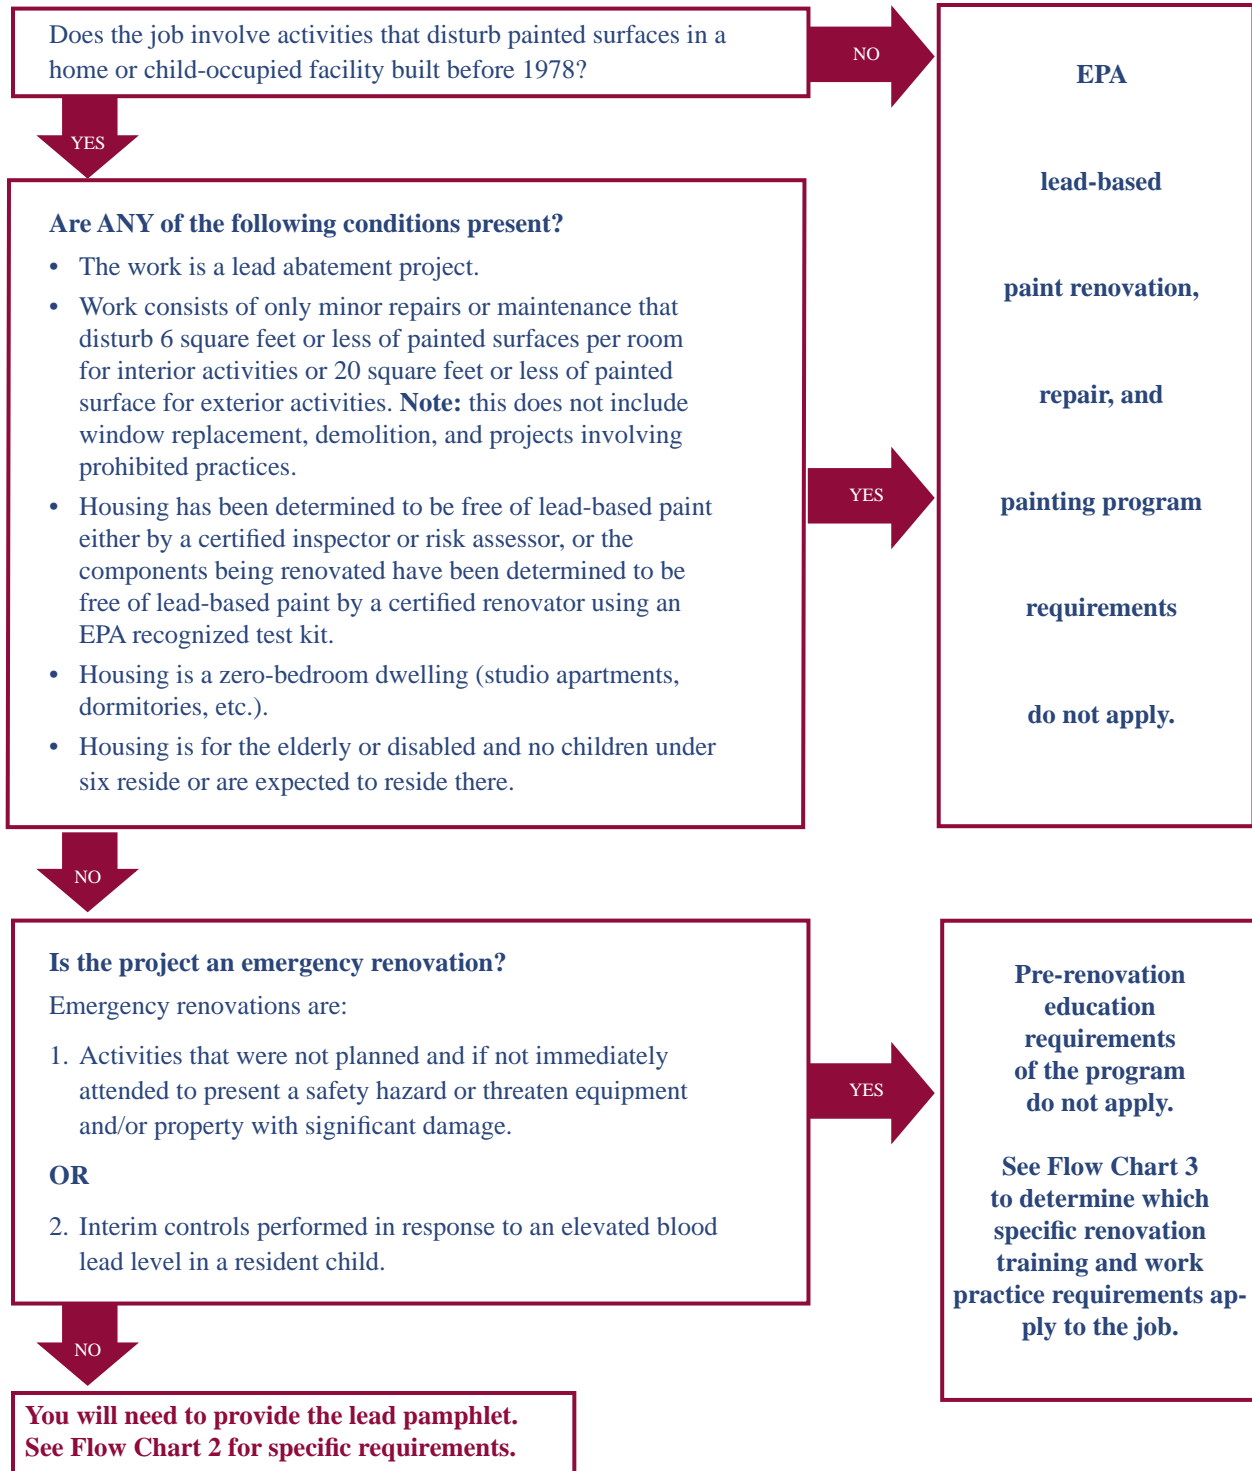 Does the job involve activities that disturb painted surfaces in a
home or child-occupied facility built before 1978?
NO
YES
EPA
lead-based
paint renovation,
repair, and
painting program
requirements
do not apply.
Are ANY of the following conditions present?
• The work is a lead abatement project.
• Work consists of only minor repairs or maintenance that
disturb 6 square feet or less of painted surfaces per room
for interior activities or 20 square feet or less of painted
surface for exterior activities. Note: this does not include
window replacement, demolition, and projects involving
prohibited practices.
• Housing has been determined to be free of lead-based paint
either by a certified inspector or risk assessor, or the
components being renovated have been determined to be
free of lead-based paint by a certified renovator using an
EPA recognized test kit.
• Housing is a zero-bedroom dwelling (studio apartments,
dormitories, etc.).
• Housing is for the elderly or disabled and no children under
six reside or are expected to reside there.
YES
NO
Is the project an emergency renovation?
Emergency renovations are:
1. Activities that were not planned and if not immediately
attended to present a safety hazard or threaten equipment
and/or property with significant damage.
OR
2. Interim controls performed in response to an elevated blood
lead level in a resident child.
YES
Pre-renovation
education
requirements
of the program
do not apply.
See Flow Chart 3
to determine which
specific renovation
training and work
practice requirements ap-
ply to the job.
NO
You will need to provide the lead pamphlet.
See Flow Chart 2 for specific requirements.